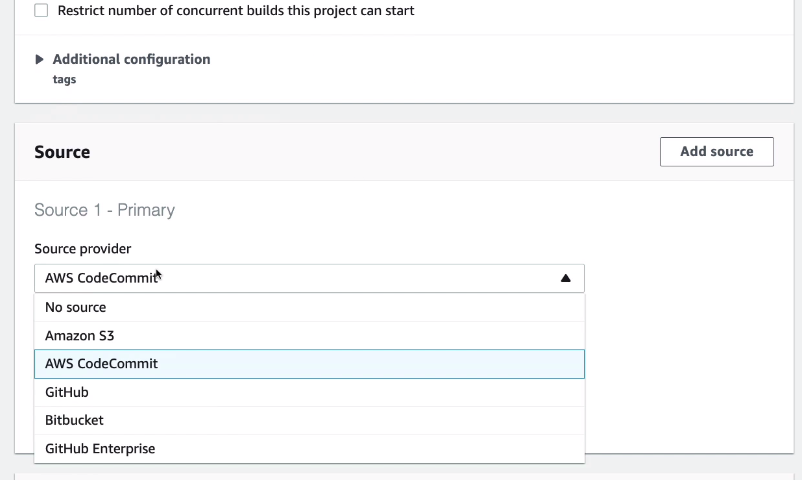 Restrict number of concurrent builds this project can start
Additional configuration
tags
Source
Add source
Source 1 - Primary
Source provider
AWS CodeCommit
No source
Amazon S3
AWS CodeCommit
GitHub
Bitbucket
GitHub Enterprise